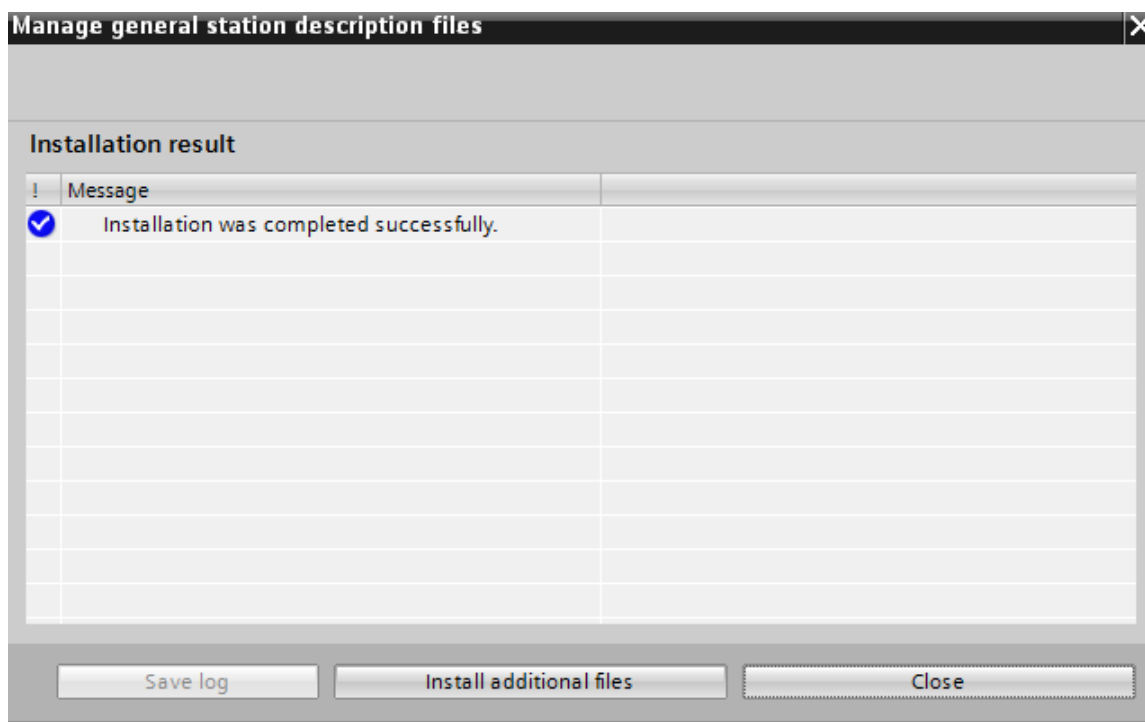 Manage general station description files
Installation result
! Message
Installation was completed successfully.
Save log Install additional files Close